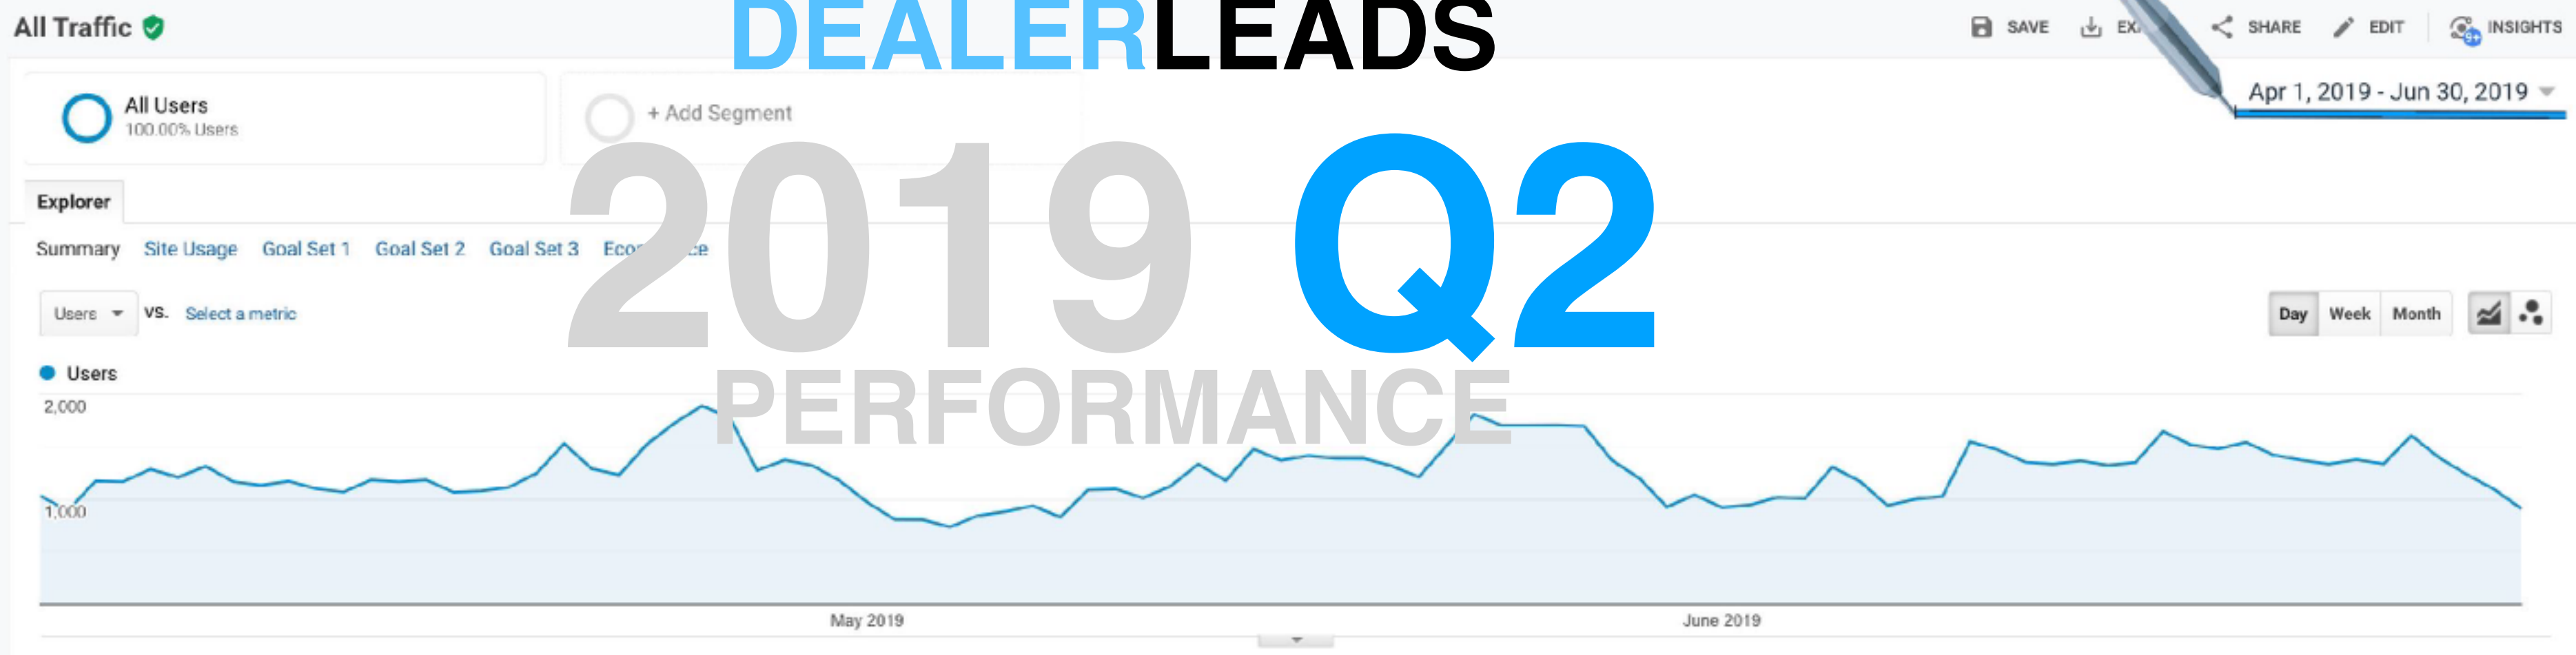 All Traffic
DEALERLEADS
SAVE
SHARE
EDIT
9+
INSIGHTS
All Users
100.00% Users
+ Add Segment
Apr 1, 2019 - Jun 30, 2019
2019 Q2
PERFORMANCE
Explorer
Summary Site Usage Goal Set 1 Goal Set 2 Goal Set 3
Users VS. Select a metric
Day Week Month
Users
2,000
1,000
May 2019 June 2019